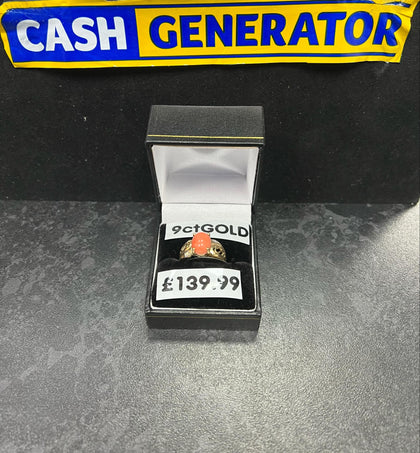 CASH GENERATOR
9ctGOLD
£139.99